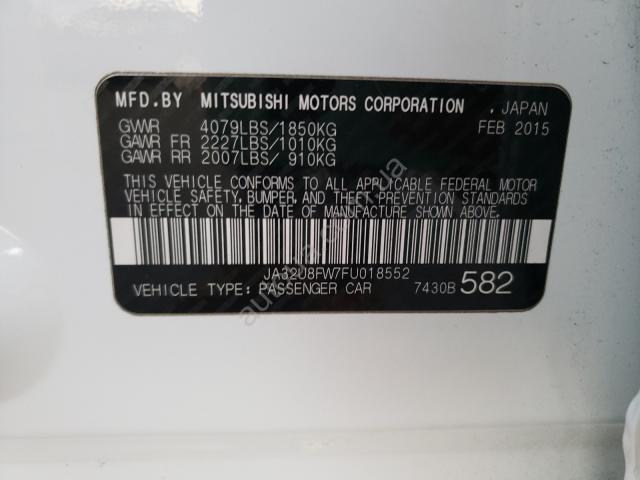 MFD.BY MITSUBISHI MOTORS CORPORATION , JAPAN
GVWR 4079LBS/1850KG FEB 2015
GAWR FR 2227LBS/1010KG
GAWR RR 2007LBS/ 910KG
THIS VEHICLE CONFORMS TO ALL APPLICABLE FEDERAL MOTOR
VEHICLE SAFETY, BUMPER, AND THEFT PREVENTION STANDARDS
IN EFFECT ON THE DATE OF MANUFACTURE SHOWN ABOVE.
JA32U8FW7FU018552
VEHICLE TYPE: PASSENGER CAR 7430B 582